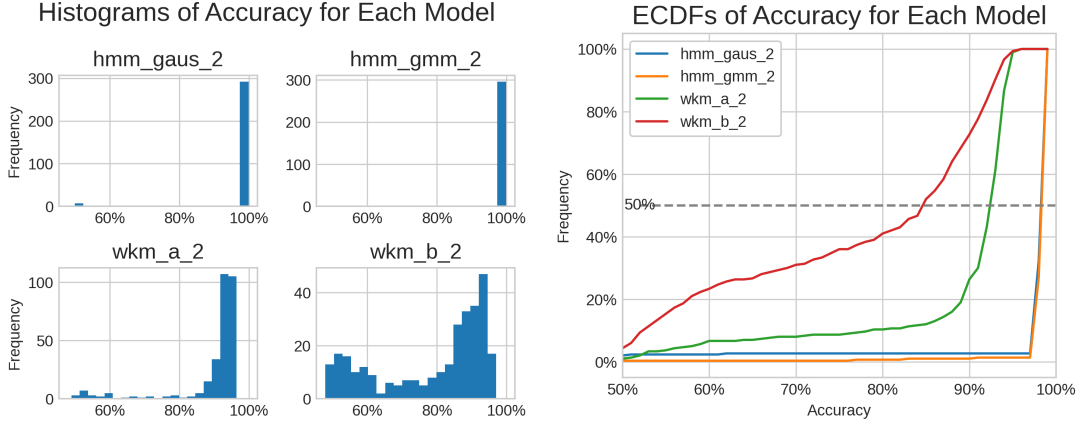 Histograms of Accuracy for Each Model
hmm_gaus_2
hmm_gmm_2
Frequency
300
200
100
0
60%
80%
100%
300
200
100
0
60%
80%
100%
wkm_a_2
wkm_b_2
Frequency
100
50
0
60%
80%
100%
40
20
0
60%
80%
100%
ECDFs of Accuracy for Each Model
hmm_gaus_2
hmm_gmm_2
wkm_a_2
wkm_b_2
Frequency
100%
80%
60%
40%
20%
0%
50%
50%
60%
70%
80%
90%
100%
Accuracy